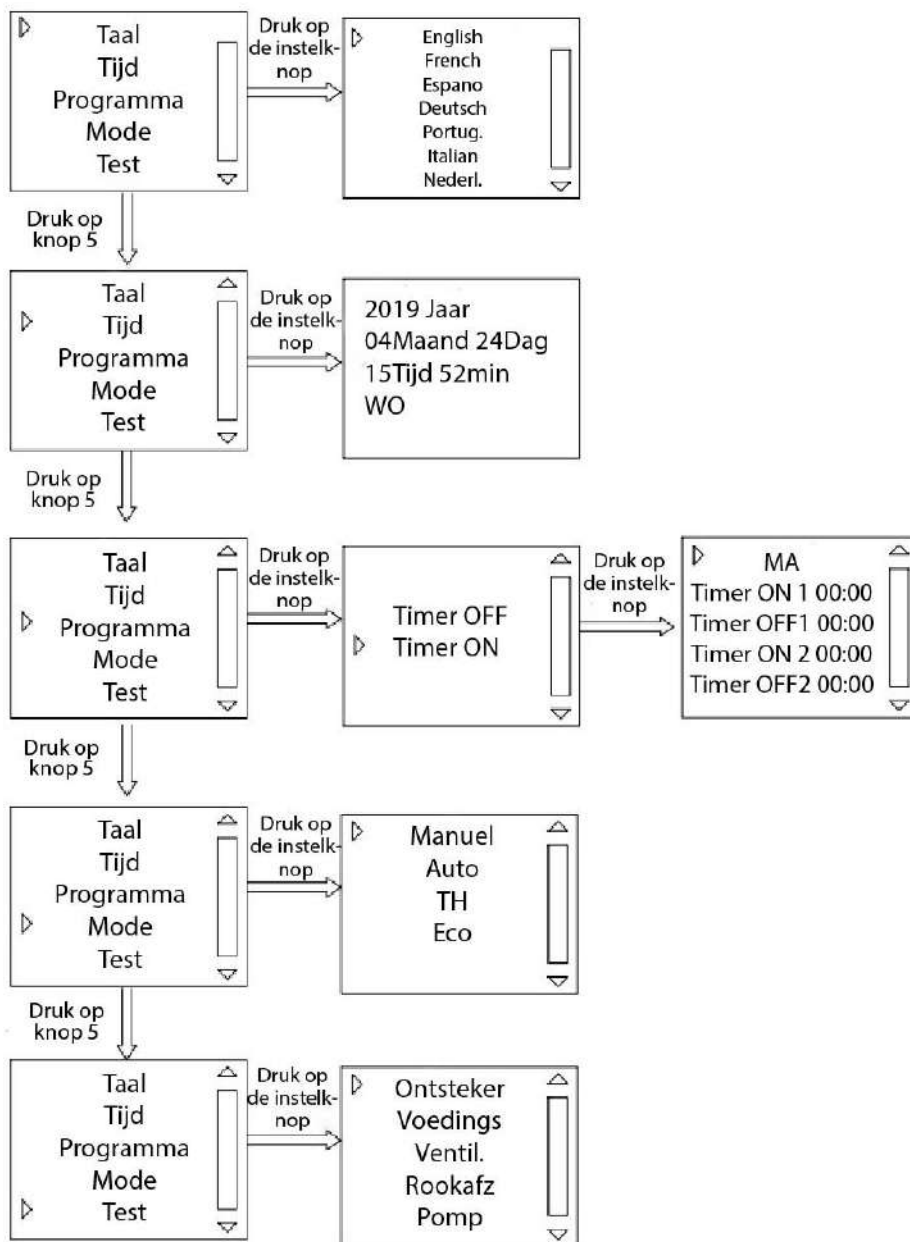 Taal
Tijd
Programma
Mode
Test
Druk op
de instelk-
nop
English
French
Espano
Deutsch
Portug.
Italian
Nederl.
Druk op
knop 5
Taal
Tijd
Programma
Mode
Test
Druk op
de instelk-
nop
2019 Jaar
04Maand 24Dag
15Tijd 52min
WO
Druk op
knop 5
Taal
Tijd
Programma
Mode
Test
Druk op
de instelk-
nop
Timer OFF
Timer ON
Druk op
de instelk-
nop
MA
Timer ON 1 00:00
Timer OFF1 00:00
Timer ON 2 00:00
Timer OFF2 00:00
Druk op
knop 5
Taal
Tijd
Programma
Mode
Test
Druk op
de instelk-
nop
Manuel
Auto
TH
Eco
Druk op
knop 5
Taal
Tijd
Programma
Mode
Test
Druk op
de instelk-
nop
Ontsteker
Voedings
Ventil.
Rookafz
Pomp